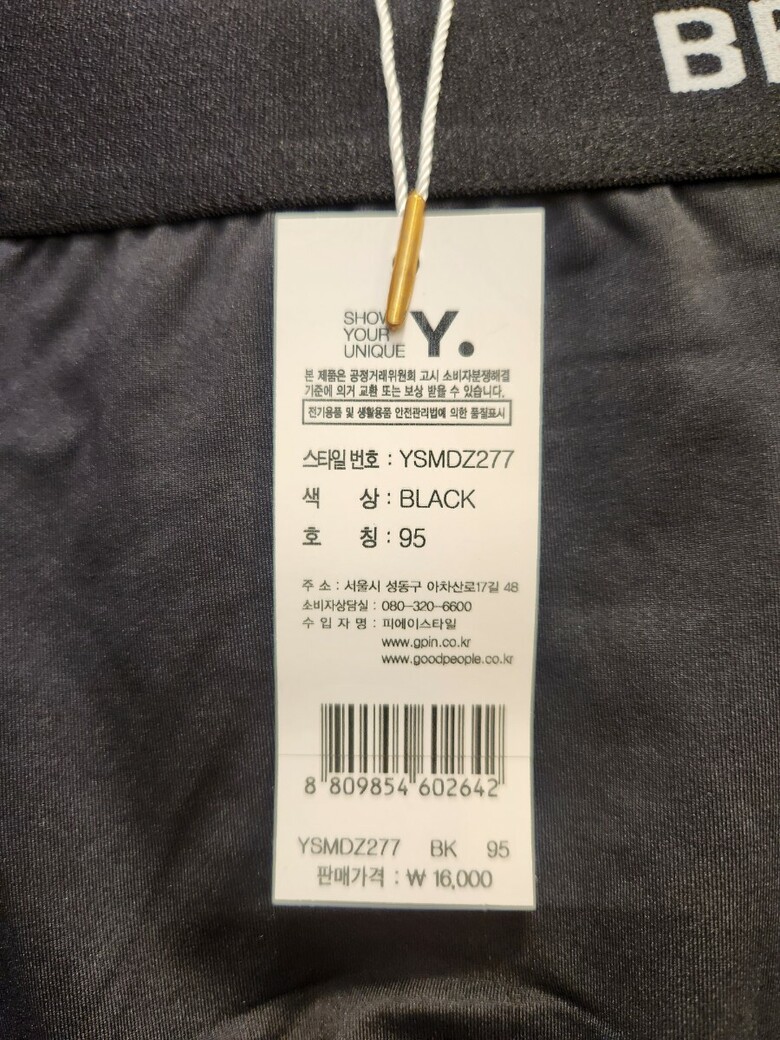 SHOW
YOUR
UNIQUE
Y.
본 제품은 공정거래위원회 고시 소비자분쟁해결
기준에 의거 교환 또는 보상 받을 수 있습니다.
전기용품 및 생활용품 안전관리법에 의한 품질표시
스타일번호 : YSMDZ277
색 상 : BLACK
호 칭 : 95
주 소 : 서울시 성동구 아차산로17길 48
소비자상담실 : 080-320-6600
수 입 자 명 : 피에이스타일
www.gpin.co.kr
www.goodpeople.co.kr
8 809854 602642
YSMDZ277 BK 95
판매가격 : ₩ 16,000